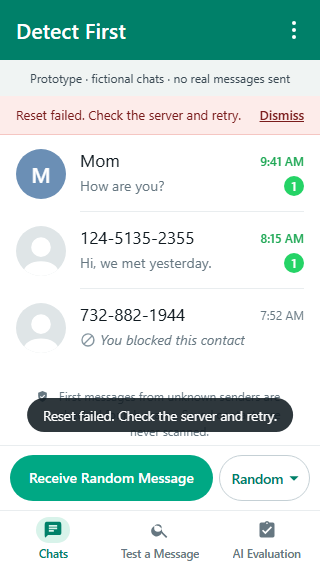 Detect First
Prototype · fictional chats · no real messages sent
Reset failed. Check the server and retry. Dismiss
M
Mom 9:41 AM
How are you? 1
124-5135-2355 8:15 AM
Hi, we met yesterday. 1
732-882-1944 7:52 AM
You blocked this contact
First messages from unknown senders are
Reset failed. Check the server and retry.
never scanned.
Receive Random Message Random
Chats Test a Message AI Evaluation